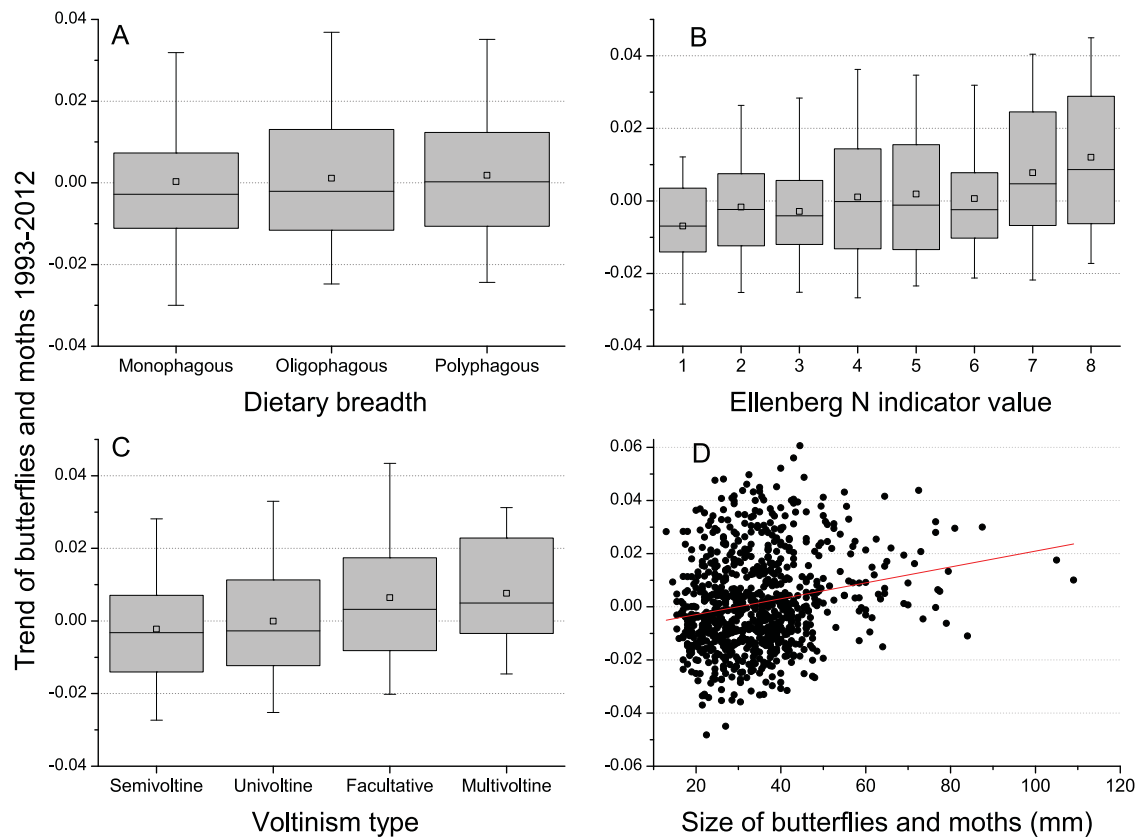 Trend of butterflies and moths 1993-2012
A
0.04
0.02
0.00
-0.02
-0.04
Monophagous Oligophagous Polyphagous
Dietary breadth
B
0.04
0.02
0.00
-0.02
-0.04
1 2 3 4 5 6 7 8
Ellenberg N indicator value
C
0.04
0.02
0.00
-0.02
-0.04
Semivoltine Univoltine Facultative Multivoltine
Voltinism type
D
0.06
0.04
0.02
0.00
-0.02
-0.04
-0.06
20 40 60 80 100 120
Size of butterflies and moths (mm)